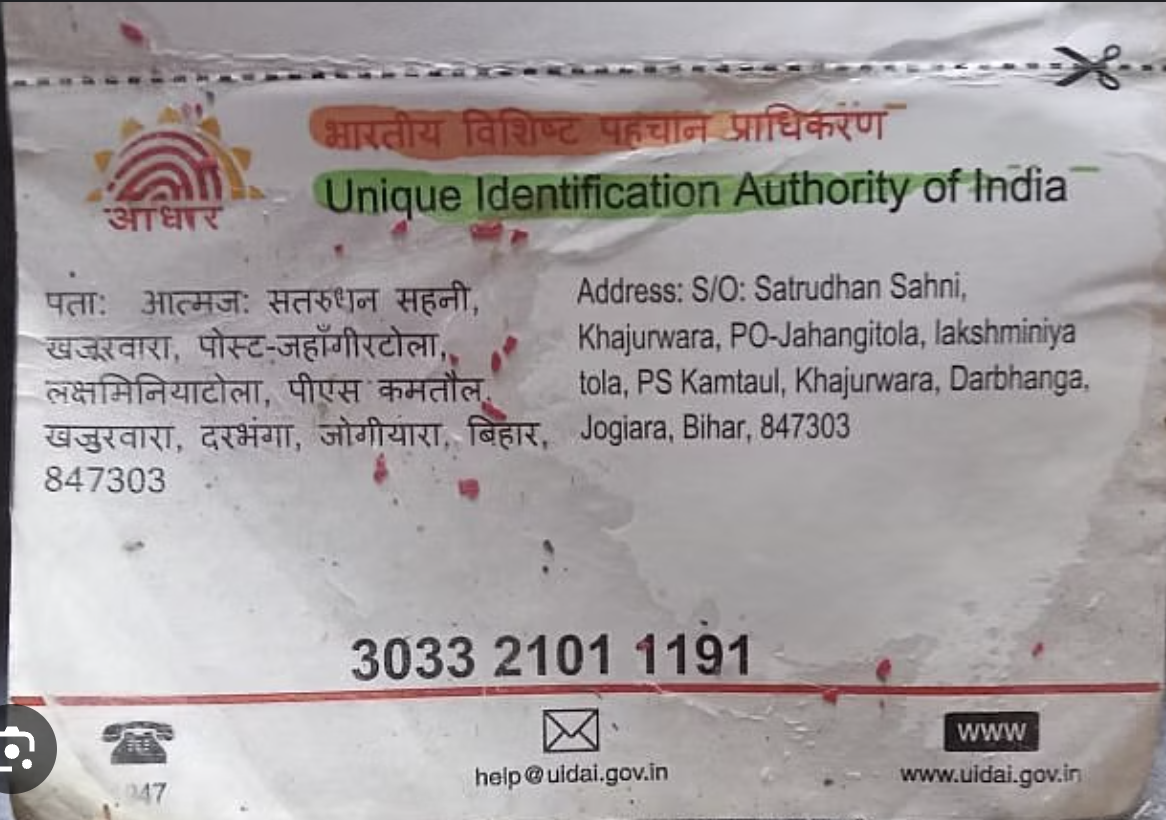 भारतीय विशिष्ट पहचान प्राधिकरण
Unique Identification Authority of India
आधार
पता: आत्मज: सतरुधन सहनी,
खजूरवारा, पोस्ट-जहाँगीरटोला,
लक्षमिनियाटोला, पीएस कमतौल,
खजुरवारा, दरभंगा, जोगीयारा, बिहार,
847303
Address: S/O: Satrudhan Sahni,
Khajurwara, PO-Jahangitola, lakshminiya
tola, PS Kamtaul, Khajurwara, Darbhanga,
Jogiara, Bihar, 847303
3033 2101 1191
help@uidai.gov.in
www
www.uidai.gov.in